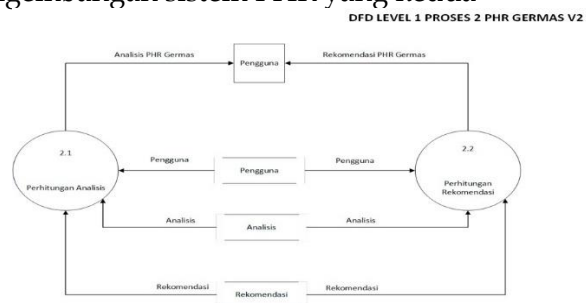 DFD LEVEL 1 PROSES 2 PHR GERMAS V2
Analisis PHR Germas
Pengguna
Rekomendasi PHR Germas
2.1
Perhitungan Analisis
Pengguna
Pengguna
Pengguna
2.2
Perhitungan
Rekomendasi
Analisis
Analisis
Analisis
Rekomendasi
Rekomendasi
Rekomendasi